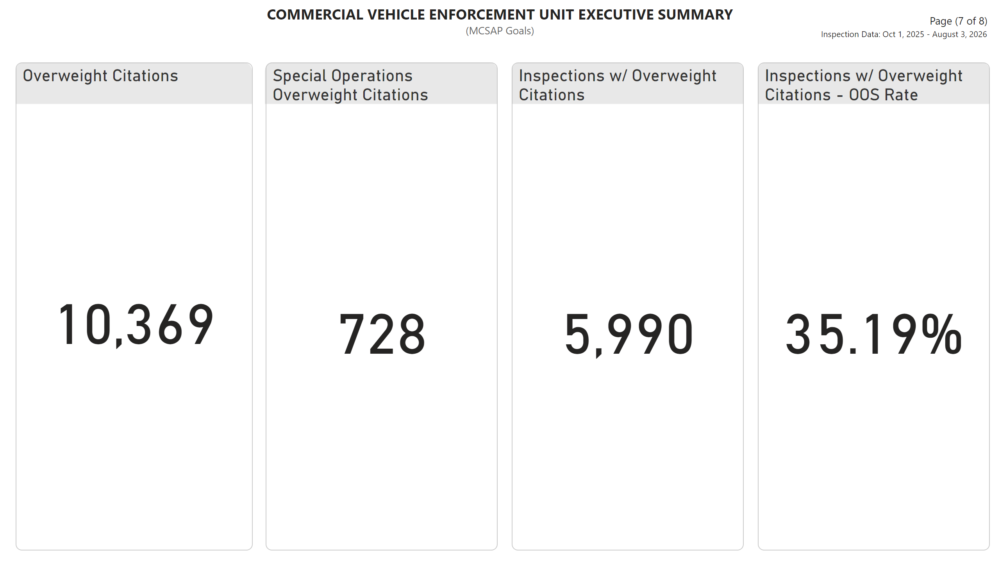 COMMERCIAL VEHICLE ENFORCEMENT UNIT EXECUTIVE SUMMARY
(MCSAP Goals)
Page (7 of 8)
Inspection Data: Oct 1, 2025 - August 3, 2026
Overweight Citations
10,369
Special Operations
Overweight Citations
728
Inspections w/ Overweight
Citations
5,990
Inspections w/ Overweight
Citations - OOS Rate
35.19%